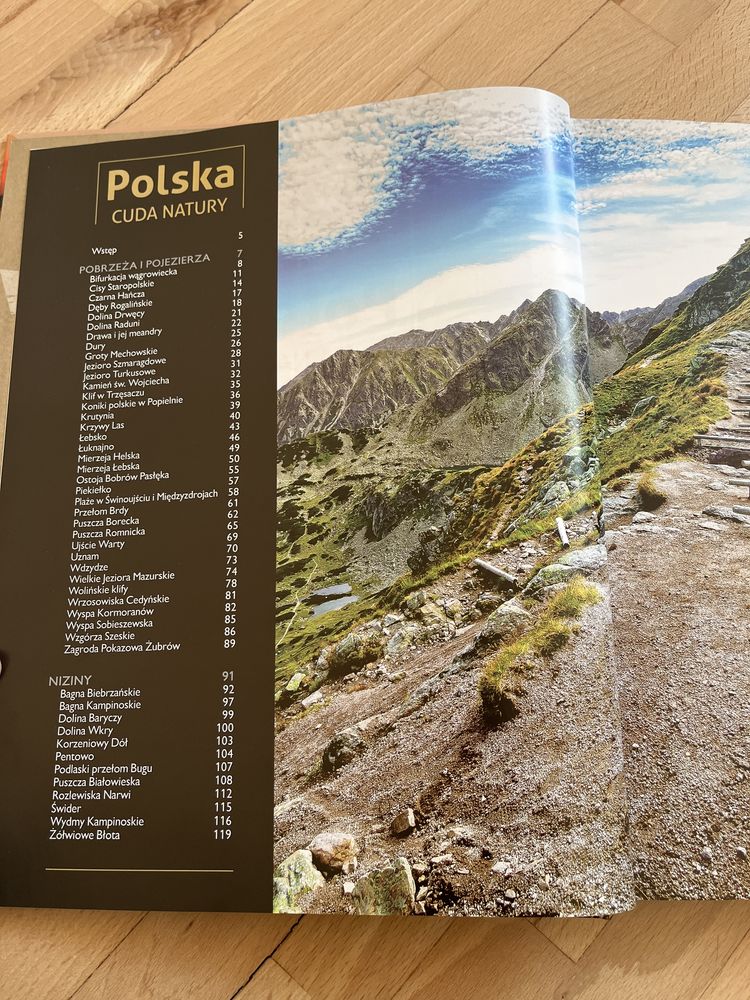 Polska
CUDA NATURY
Wstęp 5
POBRZEŻA I POJEZIERZA 7
Bifurkacja wągrowiecka 8
Cisy Staropolskie 11
Czarna Hańcza 14
Dęby Rogalińskie 17
Dolina Drwęcy 18
Dolina Raduni 21
Drawa i jej meandry 22
Dury 25
Groty Mechowskie 26
Jezioro Szmaragdowe 28
Jezioro Turkusowe 31
Kamień św. Wojciecha 32
Klif w Trzęsaczu 35
Koniki polskie w Popielnie 36
Krutynia 39
Krzywy Las 40
Łebsko 43
Łuknajno 46
Mierzeja Helska 49
Mierzeja Łebska 50
Ostoja Bobrów Pasłęka 55
Piekiełko 57
Plaże w Świnoujściu i Międzyzdrojach 58
Przełom Brdy 61
Puszcza Borecka 62
Puszcza Romnicka 65
Ujście Warty 69
Uznam 70
Wdzydze 73
Wielkie Jeziora Mazurskie 74
Wolińskie klify 78
Wrzosowiska Cedyńskie 81
Wyspa Kormoranów 82
Wyspa Sobieszewska 85
Wzgórza Szeskie 86
Zagroda Pokazowa Żubrów 89
NIZINY 91
Bagna Biebrzańskie 92
Bagna Kampinoskie 97
Dolina Baryczy 99
Dolina Wkry 100
Korzeniowy Dół 103
Pentowo 104
Podlaski przełom Bugu 107
Puszcza Białowieska 108
Rozlewiska Narwi 112
Świder 115
Wydmy Kampinoskie 116
Żółwiowe Błota 119